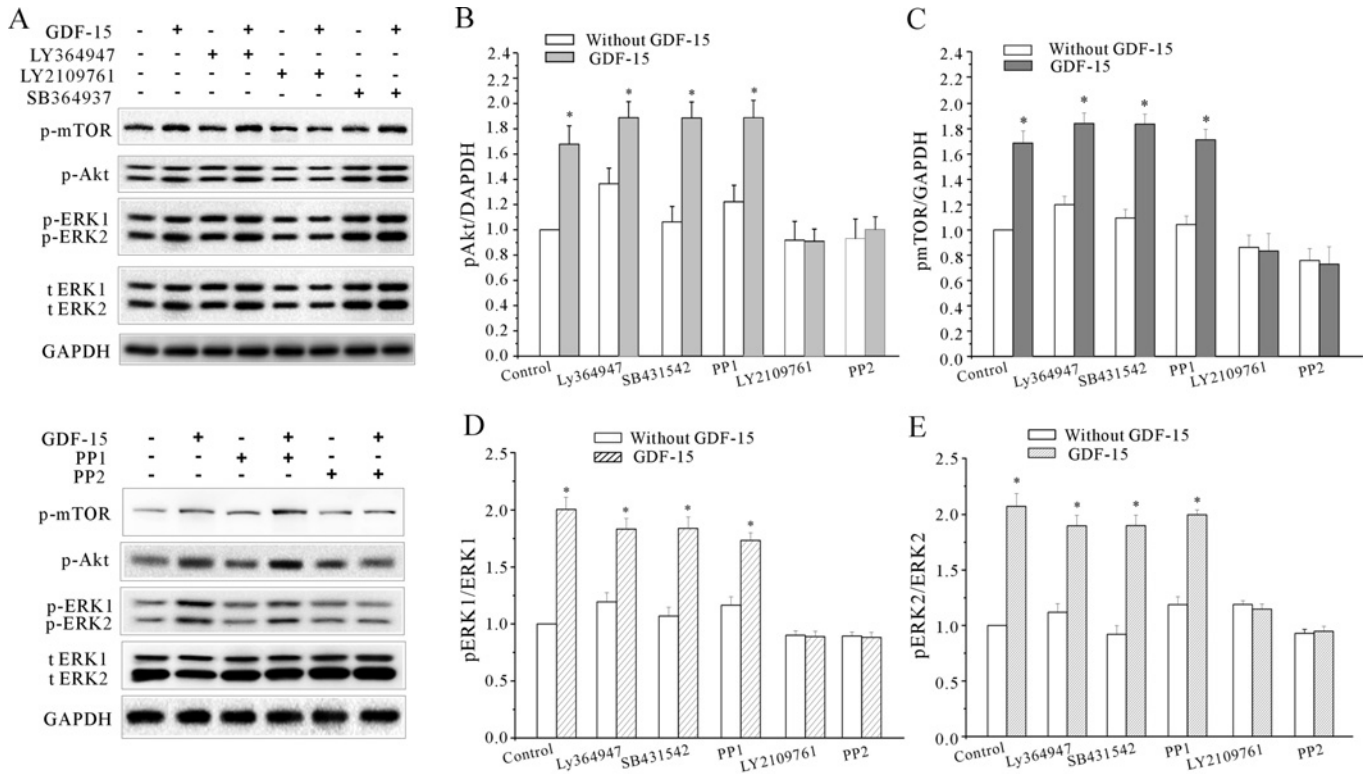 A
GDF-15 - + - + - + - +
LY364947 - - + + - - - -
LY2109761 - - - - + + - -
SB364937 - - - - - - + +
p-mTOR
p-Akt
p-ERK1
p-ERK2
t ERK1
t ERK2
GAPDH
GDF-15 - + - + - +
PP1 - - + + - -
PP2 - - - - + +
p-mTOR
p-Akt
p-ERK1
p-ERK2
t ERK1
t ERK2
GAPDH
B
Without GDF-15
GDF-15
pAkt/DAPDH
2.4
2.2
2.0
1.8
1.6
1.4
1.2
1.0
0.8
0.6
0.4
0.2
0.0
* * * *
Control Ly364947 SB431542 PP1 LY2109761 PP2
C
Without GDF-15
GDF-15
pmTOR/GAPDH
2.4
2.2
2.0
1.8
1.6
1.4
1.2
1.0
0.8
0.6
0.4
0.2
0.0
* * * *
Control Ly364947 SB431542 PP1 LY2109761 PP2
D
Without GDF-15
GDF-15
pERK1/ERK1
2.5
2.0
1.5
1.0
0.5
0.0
* * * *
Control Ly364947 SB431542 PP1 LY2109761 PP2
E
Without GDF-15
GDF-15
pERK2/ERK2
2.5
2.0
1.5
1.0
0.5
0.0
* * * *
Control Ly364947 SB431542 PP1 LY2109761 PP2